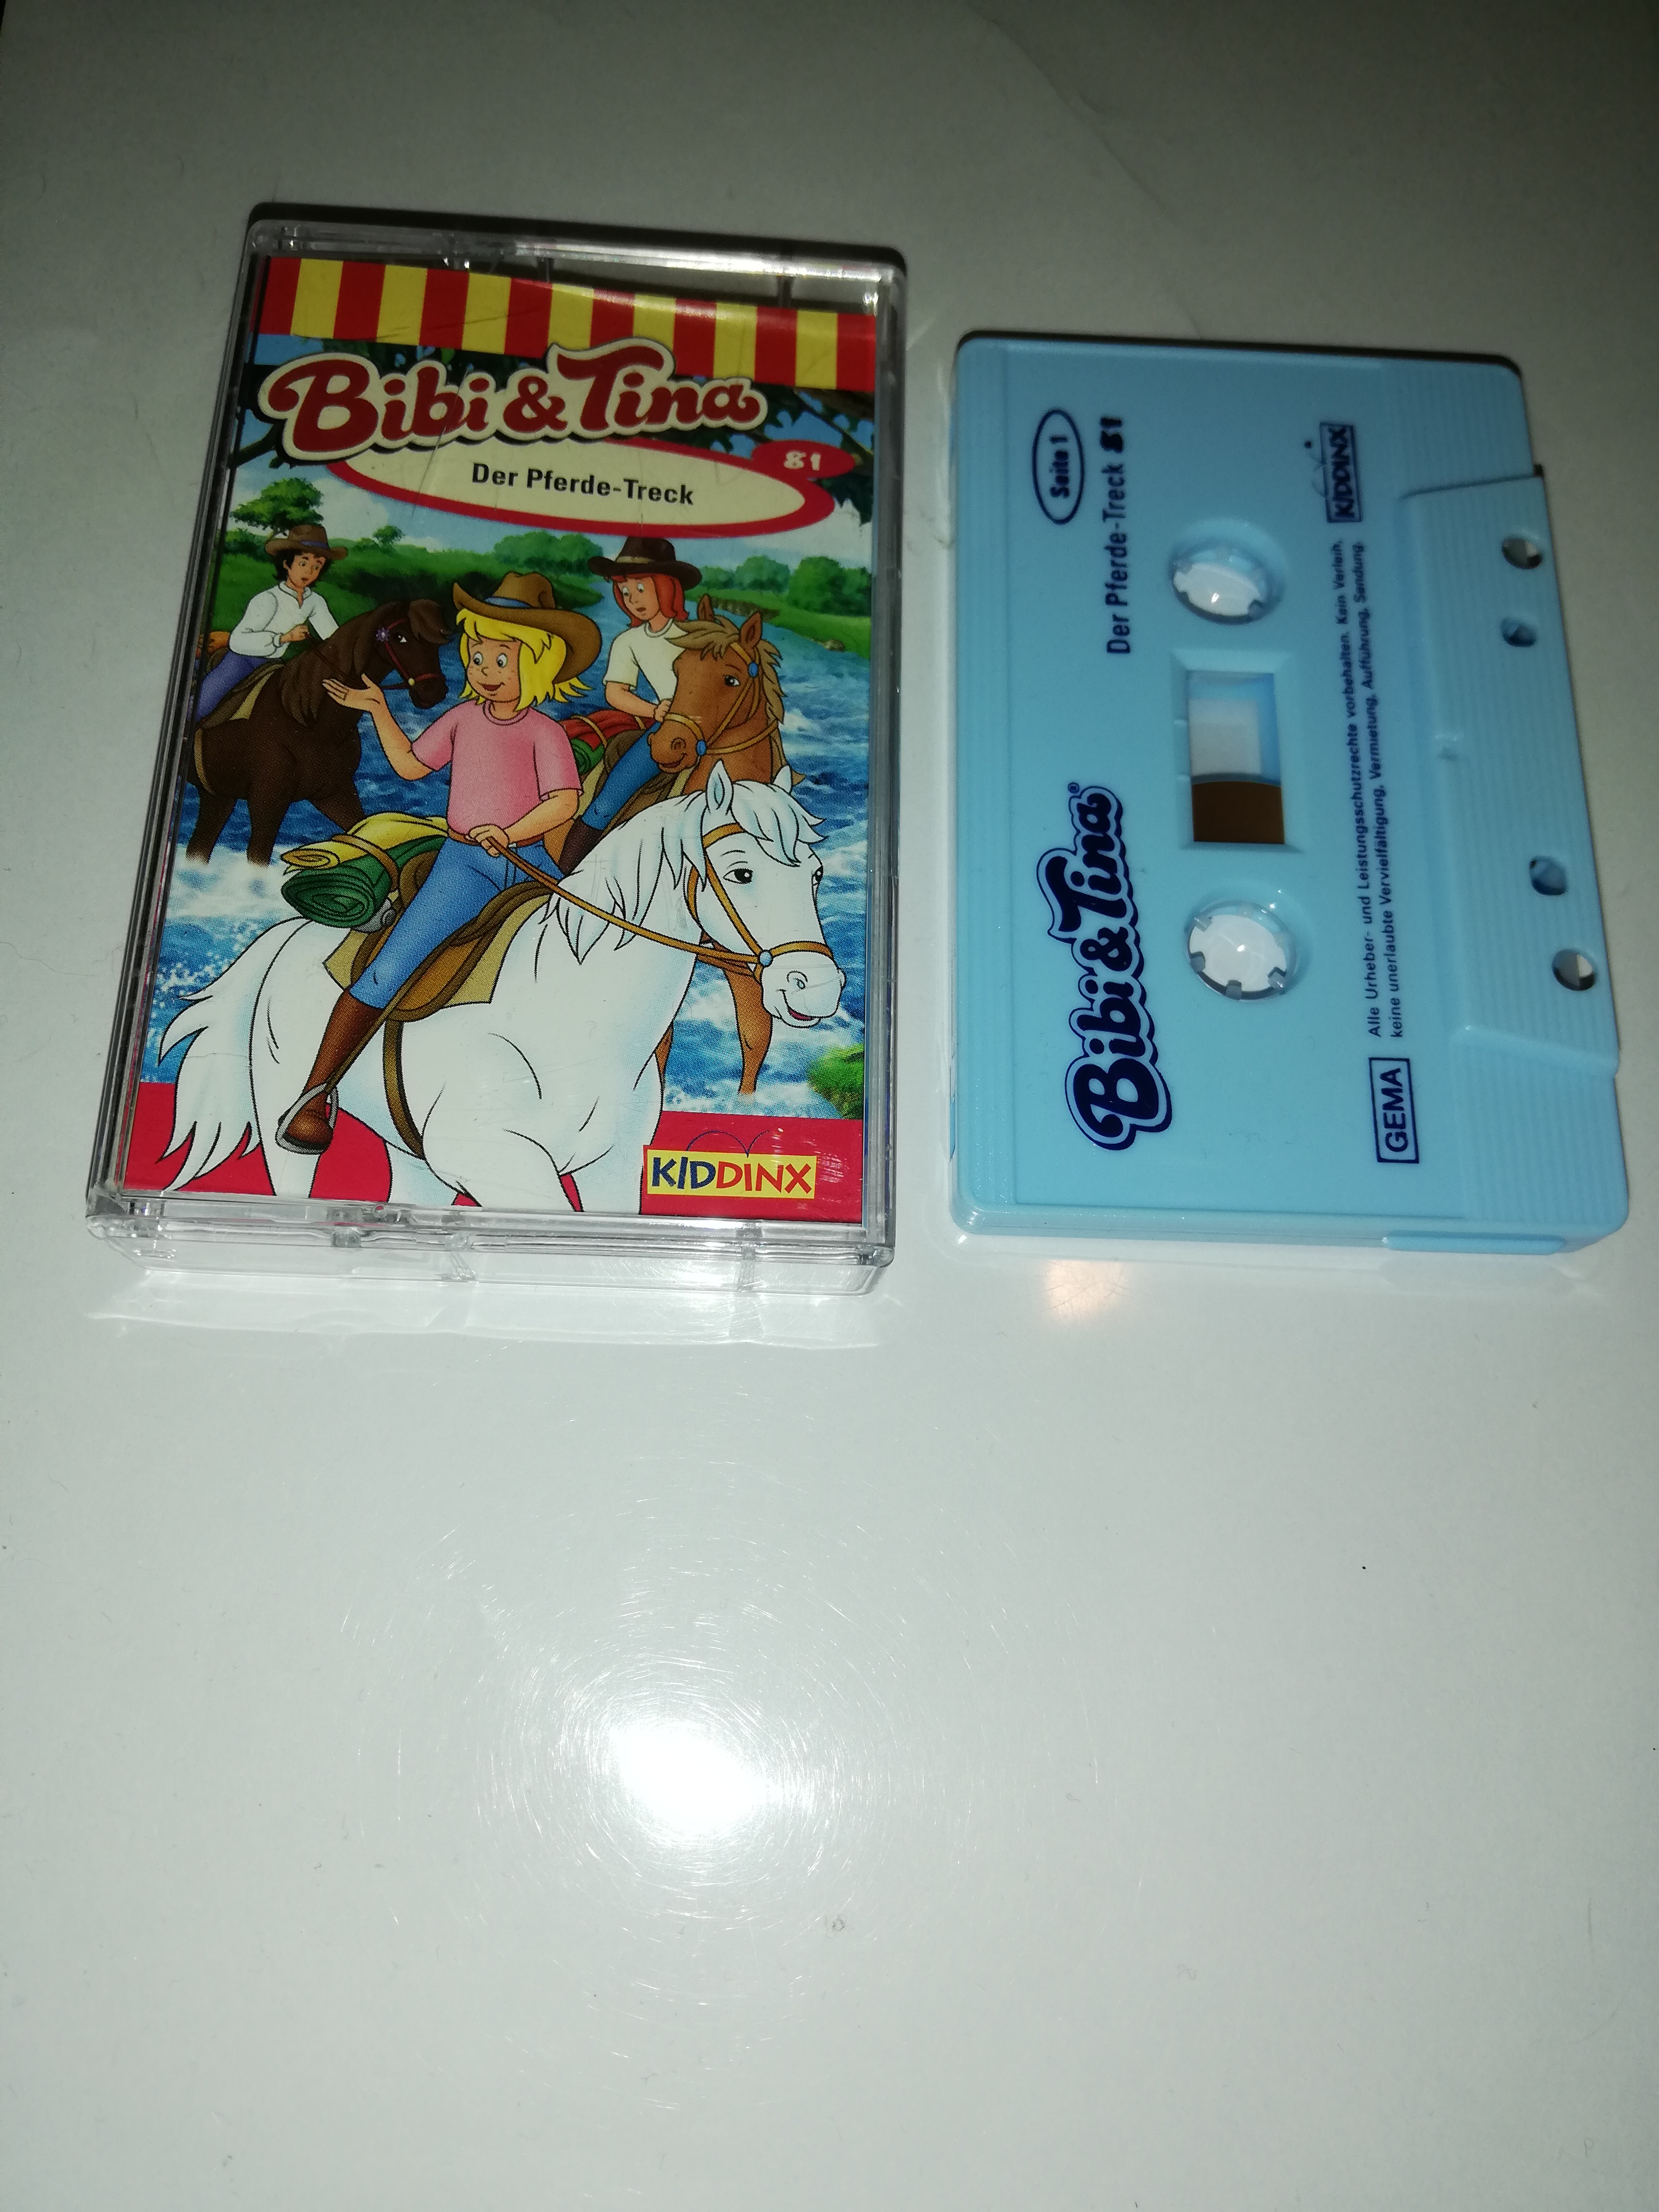 Bibi & Tina
81
Der Pferde-Treck
KIDDINX
Seite 1
Der Pferde-Treck 81
Bibi & Tina®
KIDDINX
GEMA
Alle Urheber- und Leistungsschutzrechte vorbehalten. Kein Verleih,
keine unerlaubte Vervielfältigung, Vermietung, Aufführung, Sendung.